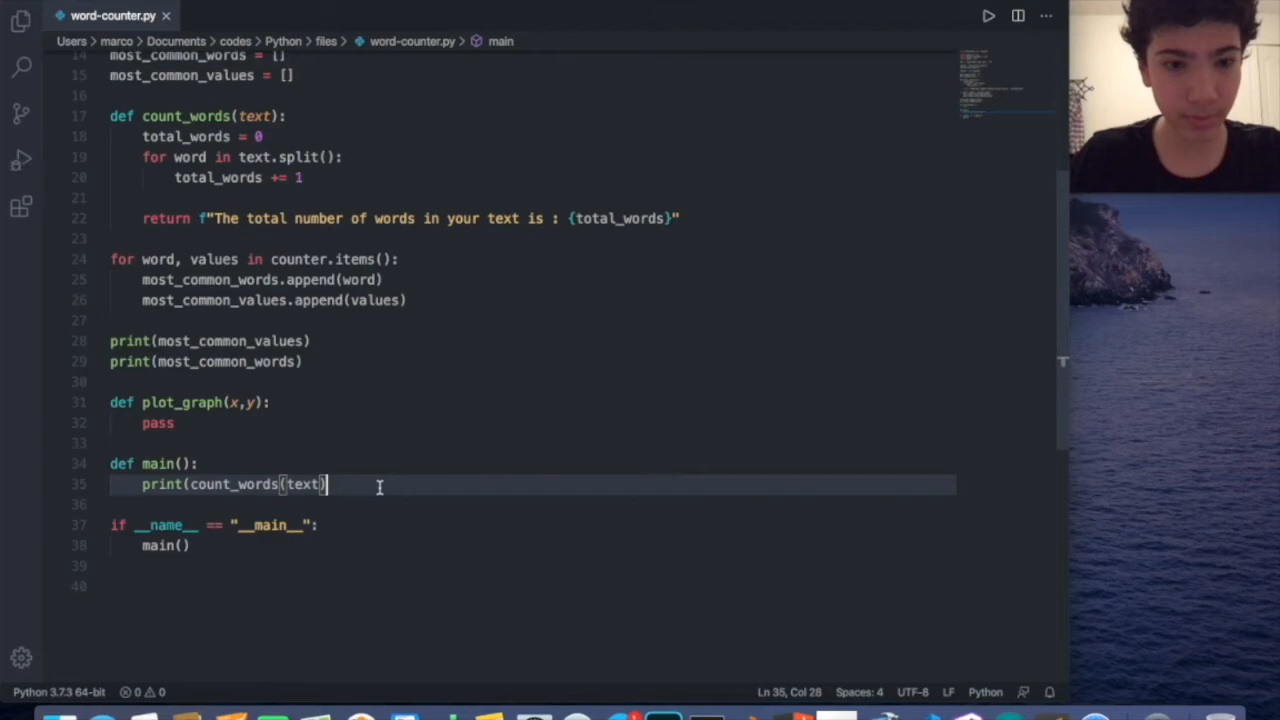 word-counter.py
Users > marco > Documents > codes > Python > files > word-counter.py > main
14 most_common_words = []
15 most_common_values = []
16
17 def count_words(text):
18 total_words = 0
19 for word in text.split():
20 total_words += 1
21
22 return f"The total number of words in your text is : {total_words}"
23
24 for word, values in counter.items():
25 most_common_words.append(word)
26 most_common_values.append(values)
27
28 print(most_common_values)
29 print(most_common_words)
30
31 def plot_graph(x,y):
32 pass
33
34 def main():
35 print(count_words(text)
36
37 if __name__ == "__main__":
38 main()
39
40
Python 3.7.3 64-bit 0 0 Ln 35, Col 28 Spaces: 4 UTF-8 LF Python